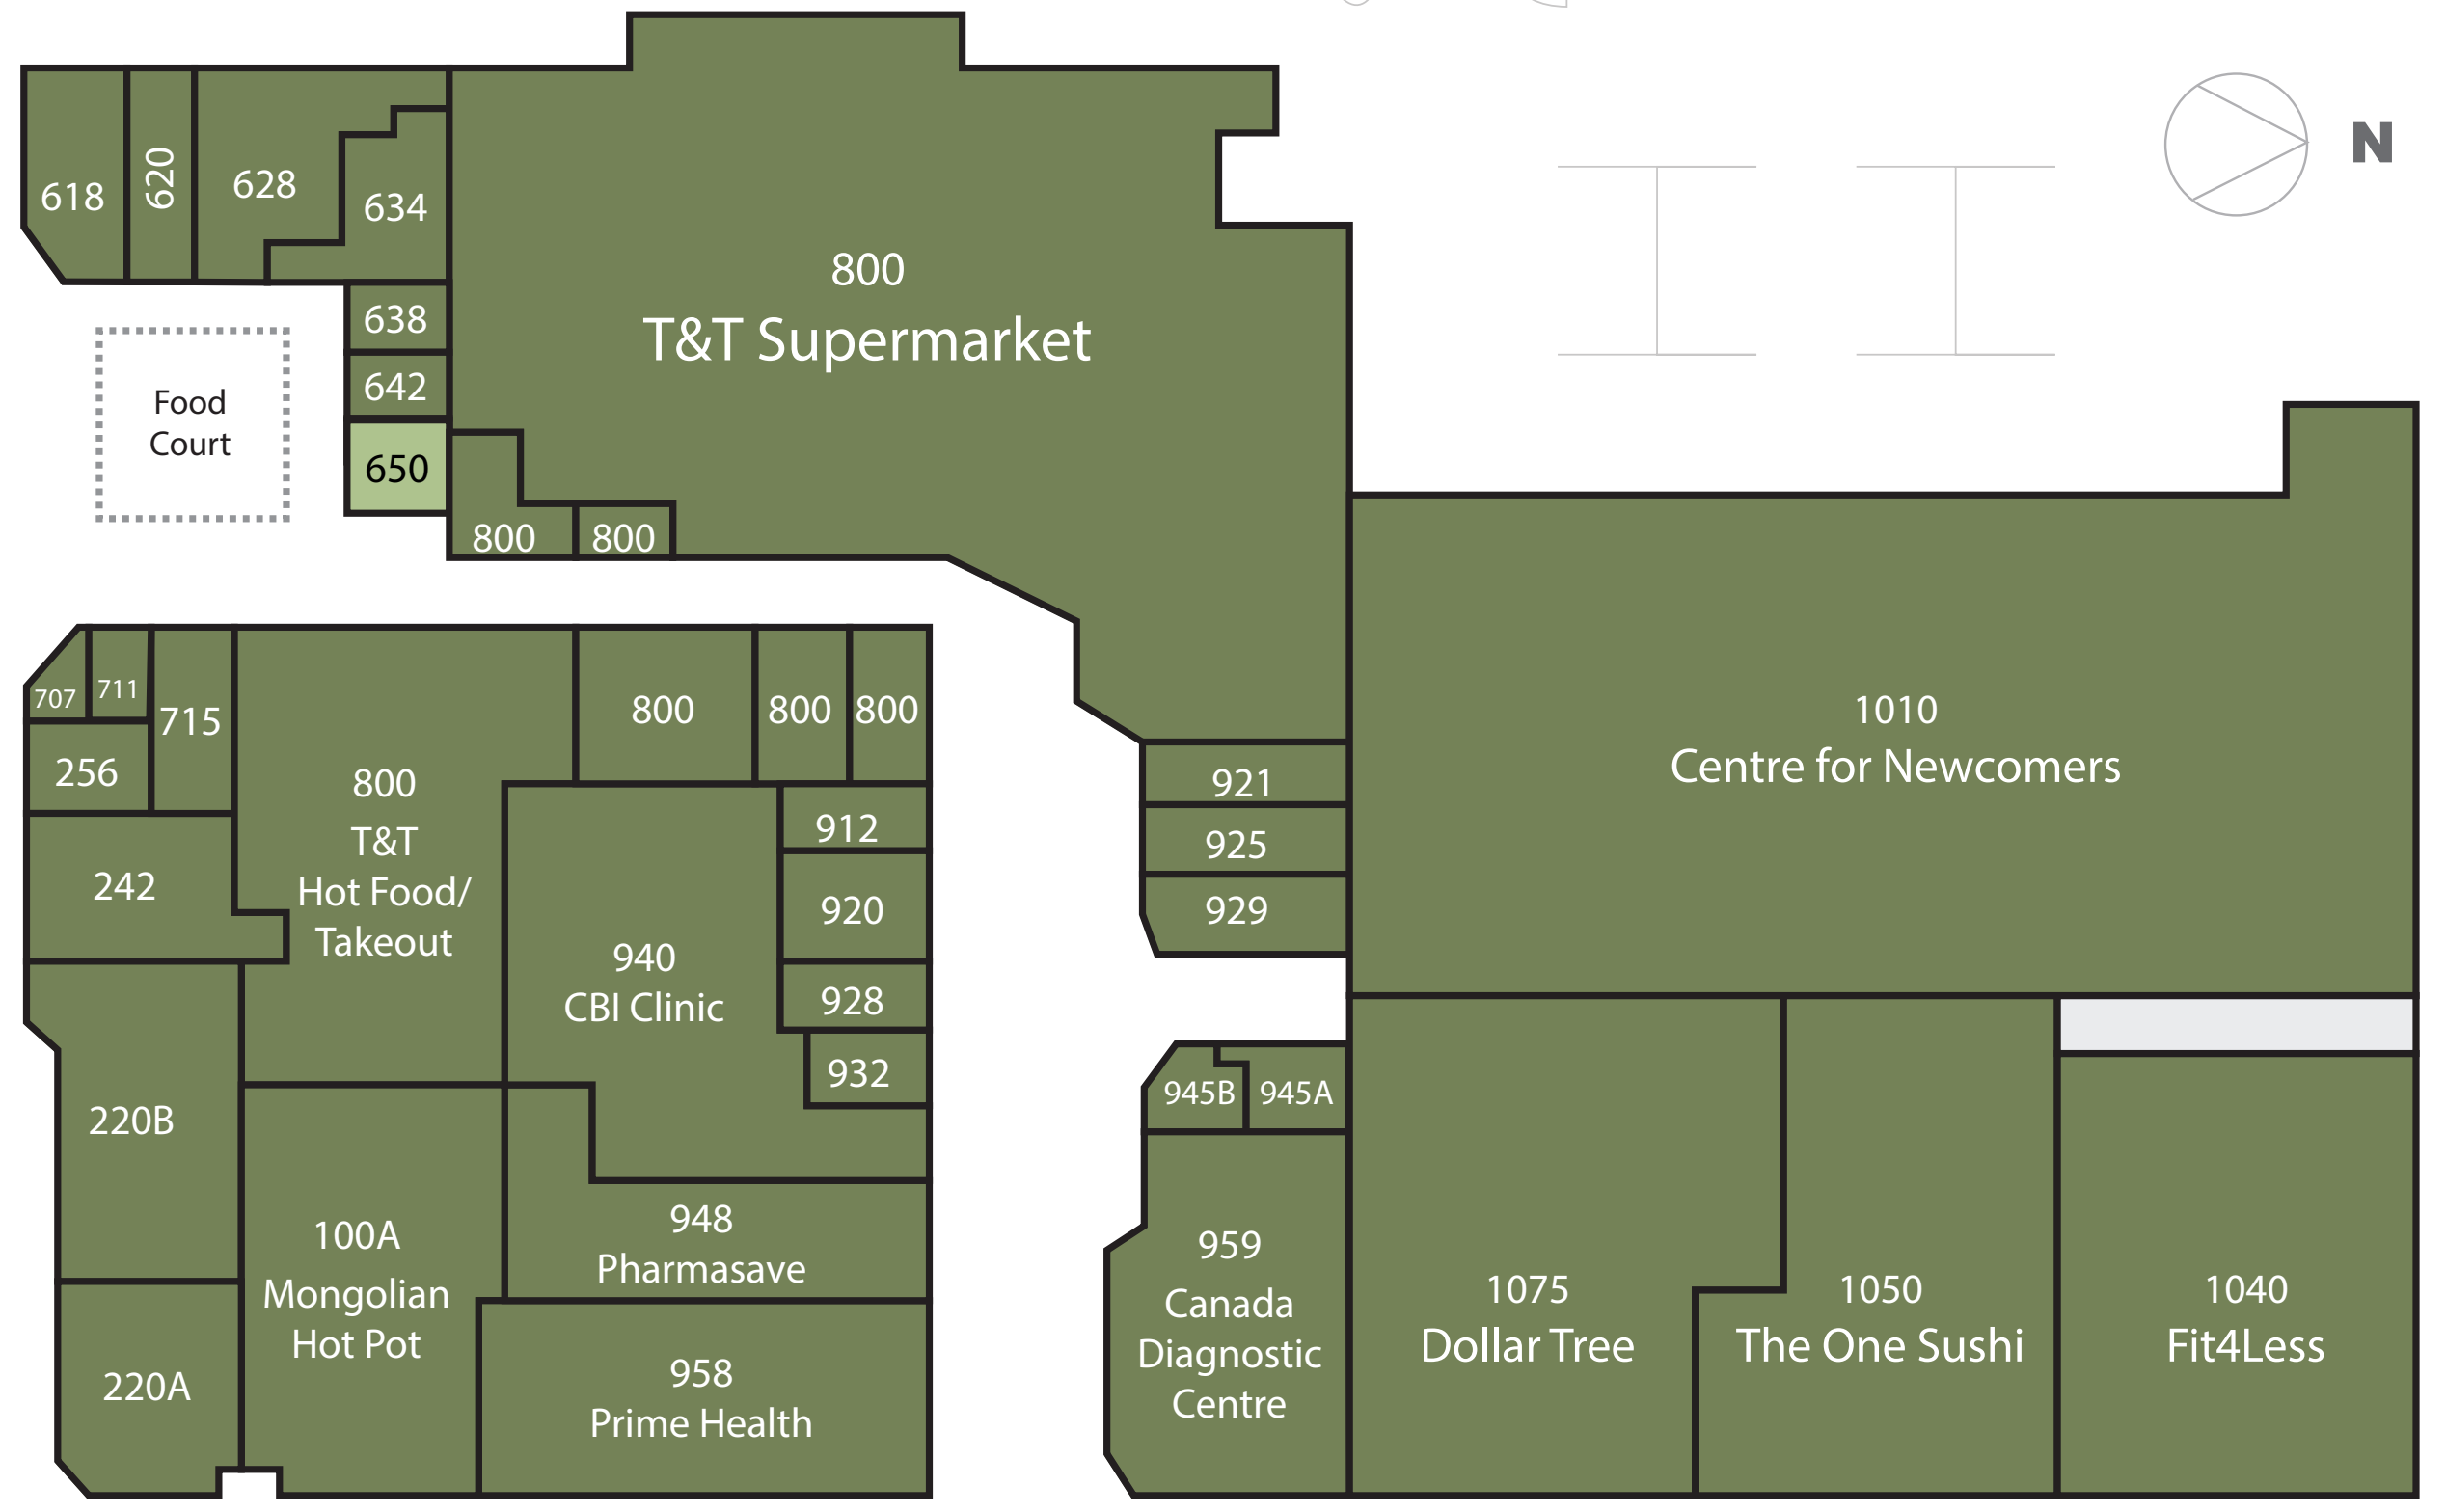 N
618
620
628
634
800
T&T Supermarket
638
642
650
Food
Court
800
800
707
711
715
256
242
800
T&T
Hot Food/
Takeout
800
800
800
912
920
928
932
940
CBI Clinic
921
925
929
1010
Centre for Newcomers
220B
220A
100A
Mongolian
Hot Pot
948
Pharmasave
958
Prime Health
945B
945A
959
Canada
Diagnostic
Centre
1075
Dollar Tree
1050
The One Sushi
1040
Fit4Less